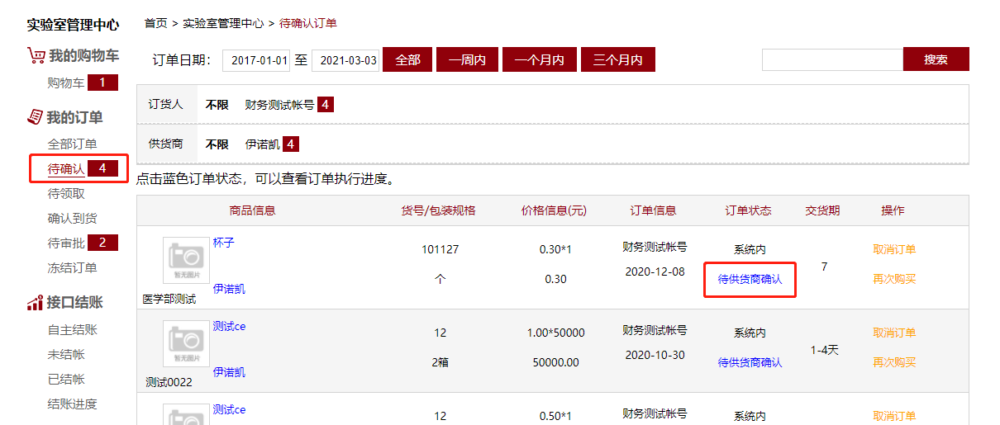 实验室管理中心
首页 > 实验室管理中心 > 待确认订单
我的购物车
购物车 1
我的订单
全部订单
待确认 4
待领取
确认到货
待审批 2
冻结订单
接口结账
自主结账
未结帐
已结帐
结账进度
订单日期： 2017-01-01 至 2021-03-03 全部 一周内 一个月内 三个月内 搜索
订货人 不限 财务测试帐号 4
供货商 不限 伊诺凯 4
点击蓝色订单状态，可以查看订单执行进度。
商品信息 货号/包装规格 价格信息(元) 订单信息 订单状态 交货期 操作
杯子 101127 0.30*1 财务测试帐号 系统内 取消订单
暂无图片 个 0.30 2020-12-08 待供货商确认 7 再次购买
伊诺凯
医学部测试
测试ce 12 1.00*50000 财务测试帐号 系统内 取消订单
暂无图片 2箱 50000.00 2020-10-30 待供货商确认 1-4天 再次购买
伊诺凯
测试0022
测试ce 12 0.50*1 财务测试帐号 系统内 取消订单